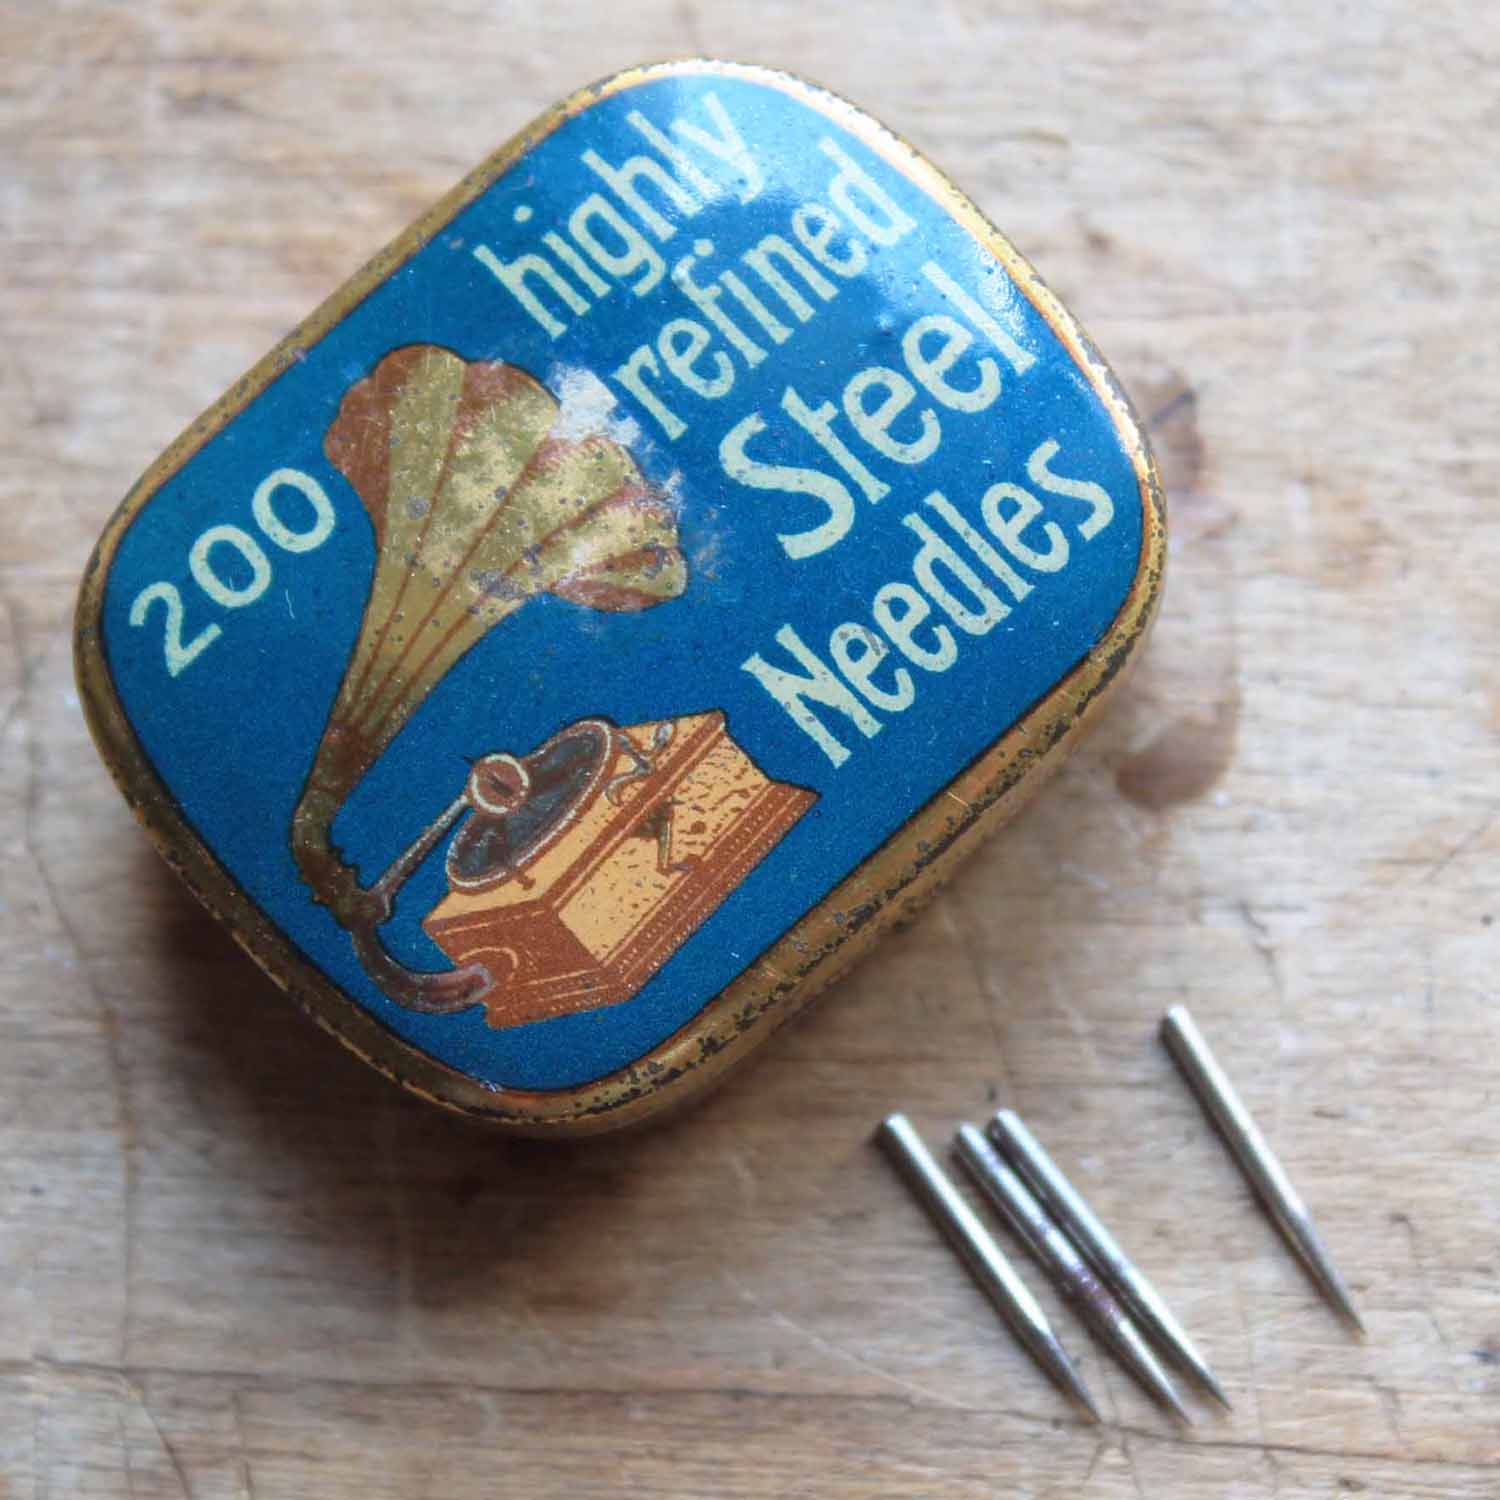 200
highly
refined
Steel
Needles